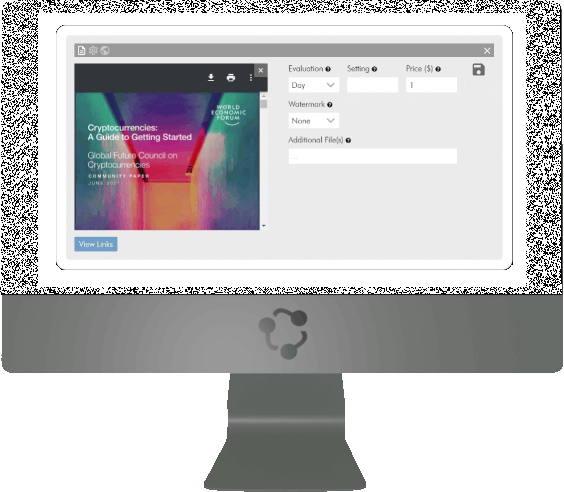 Evaluation
Setting
Price ($)
Day
1
Watermark
None
Additional File(s)
...
WORLD
ECONOMIC
FORUM
Cryptocurrencies:
A Guide to Getting Started
Global Future Council on
Cryptocurrencies
COMMUNITY PAPER
JUNE 2021
View Links